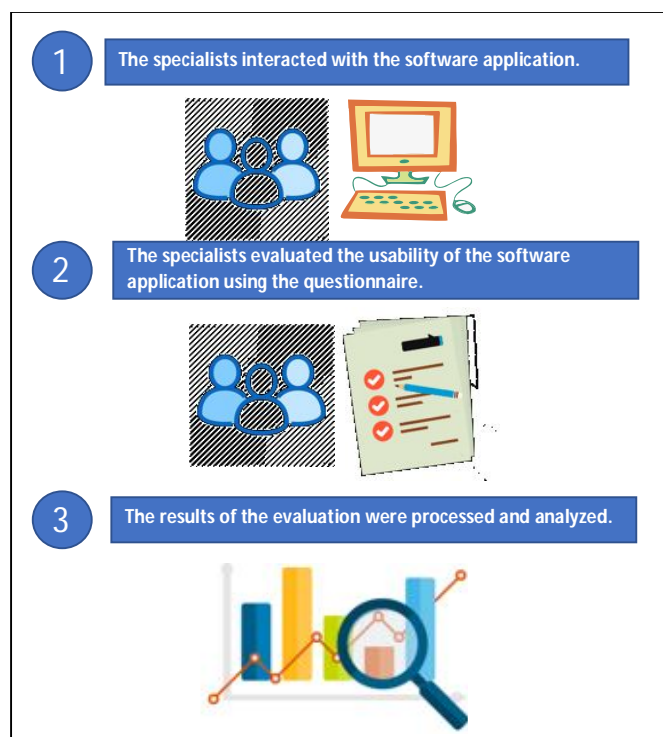 1
The specialists interacted with the software application.
2
The specialists evaluated the usability of the software
application using the questionnaire.
3
The results of the evaluation were processed and analyzed.